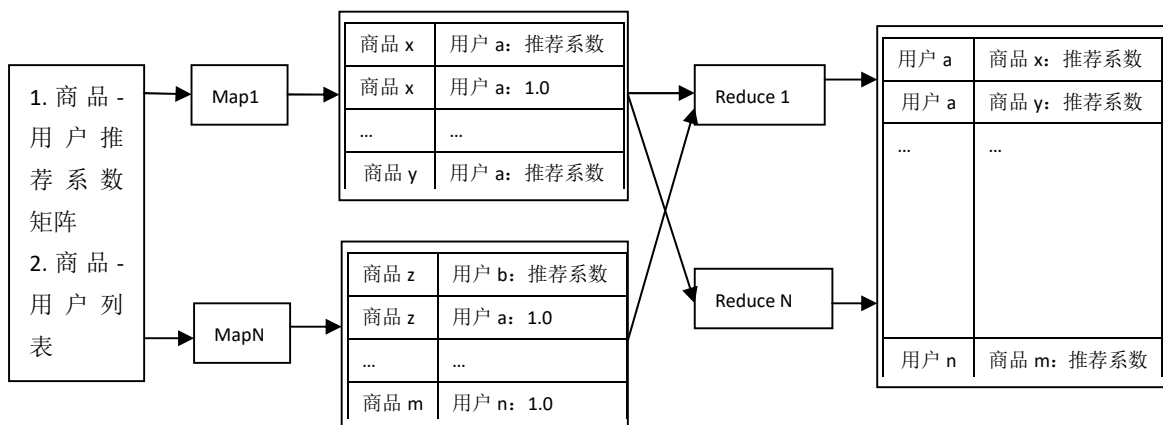 1. 商品-
用户推
荐系数
矩阵
2. 商品-
用户列
表
Map1
MapN
商品 x 用户 a：推荐系数
商品 x 用户 a：1.0
… …
商品 y 用户 a：推荐系数
商品 z 用户 b：推荐系数
商品 z 用户 a：1.0
… …
商品 m 用户 n：1.0
Reduce 1
Reduce N
用户 a 商品 x：推荐系数
用户 a 商品 y：推荐系数
… …
用户 n 商品 m：推荐系数